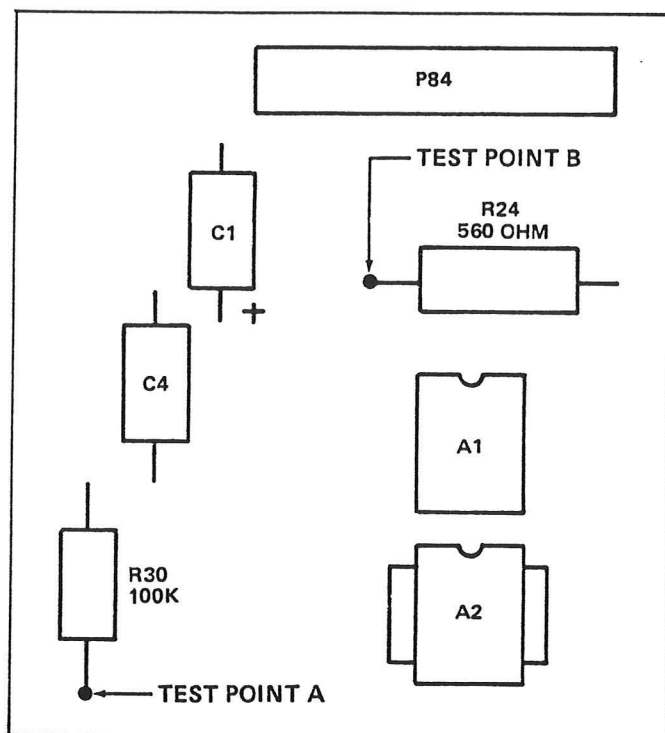 P84
TEST POINT B
C1
R24
560 OHM
+
C4
A1
R30
100K
A2
TEST POINT A